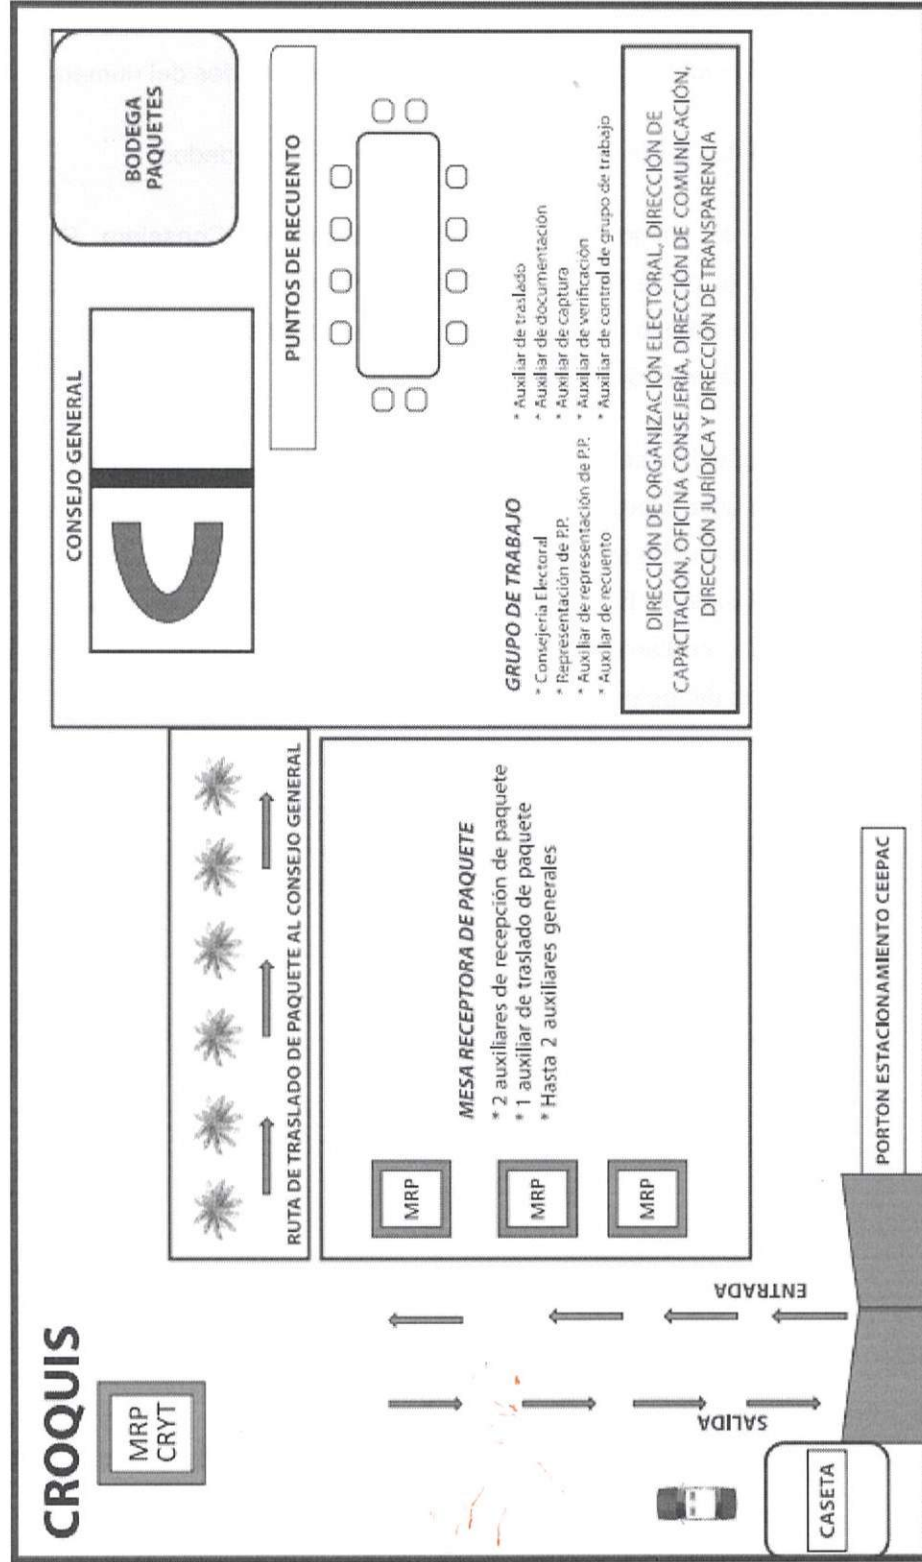 CROQUIS
MRP
CRYT
CONSEJO GENERAL
BODEGA
PAQUETES
RUTA DE TRASLADO DE PAQUETE AL CONSEJO GENERAL
PUNTOS DE RECUENTO
MESA RECEPTORA DE PAQUETE
* 2 auxiliares de recepción de paquete
* 1 auxiliar de traslado de paquete
* Hasta 2 auxiliares generales
MRP
MRP
MRP
GRUPO DE TRABAJO
* Consejeria Electoral
* Representación de P.P.
* Auxiliar de representación de P.P.
* Auxiliar de recuento
* Auxiliar de traslado
* Auxiliar de documentación
* Auxiliar de captura
* Auxiliar de verificación
* Auxiliar de control de grupo de trabajo
DIRECCIÓN DE ORGANIZACIÓN ELECTORAL, DIRECCIÓN DE
CAPACITACIÓN, OFICINA CONSEJERÍA, DIRECCIÓN DE COMUNICACIÓN,
DIRECCIÓN JURÍDICA Y DIRECCIÓN DE TRANSPARENCIA
SALIDA
ENTRADA
CASETA
PORTON ESTACIONAMIENTO CEEPAC